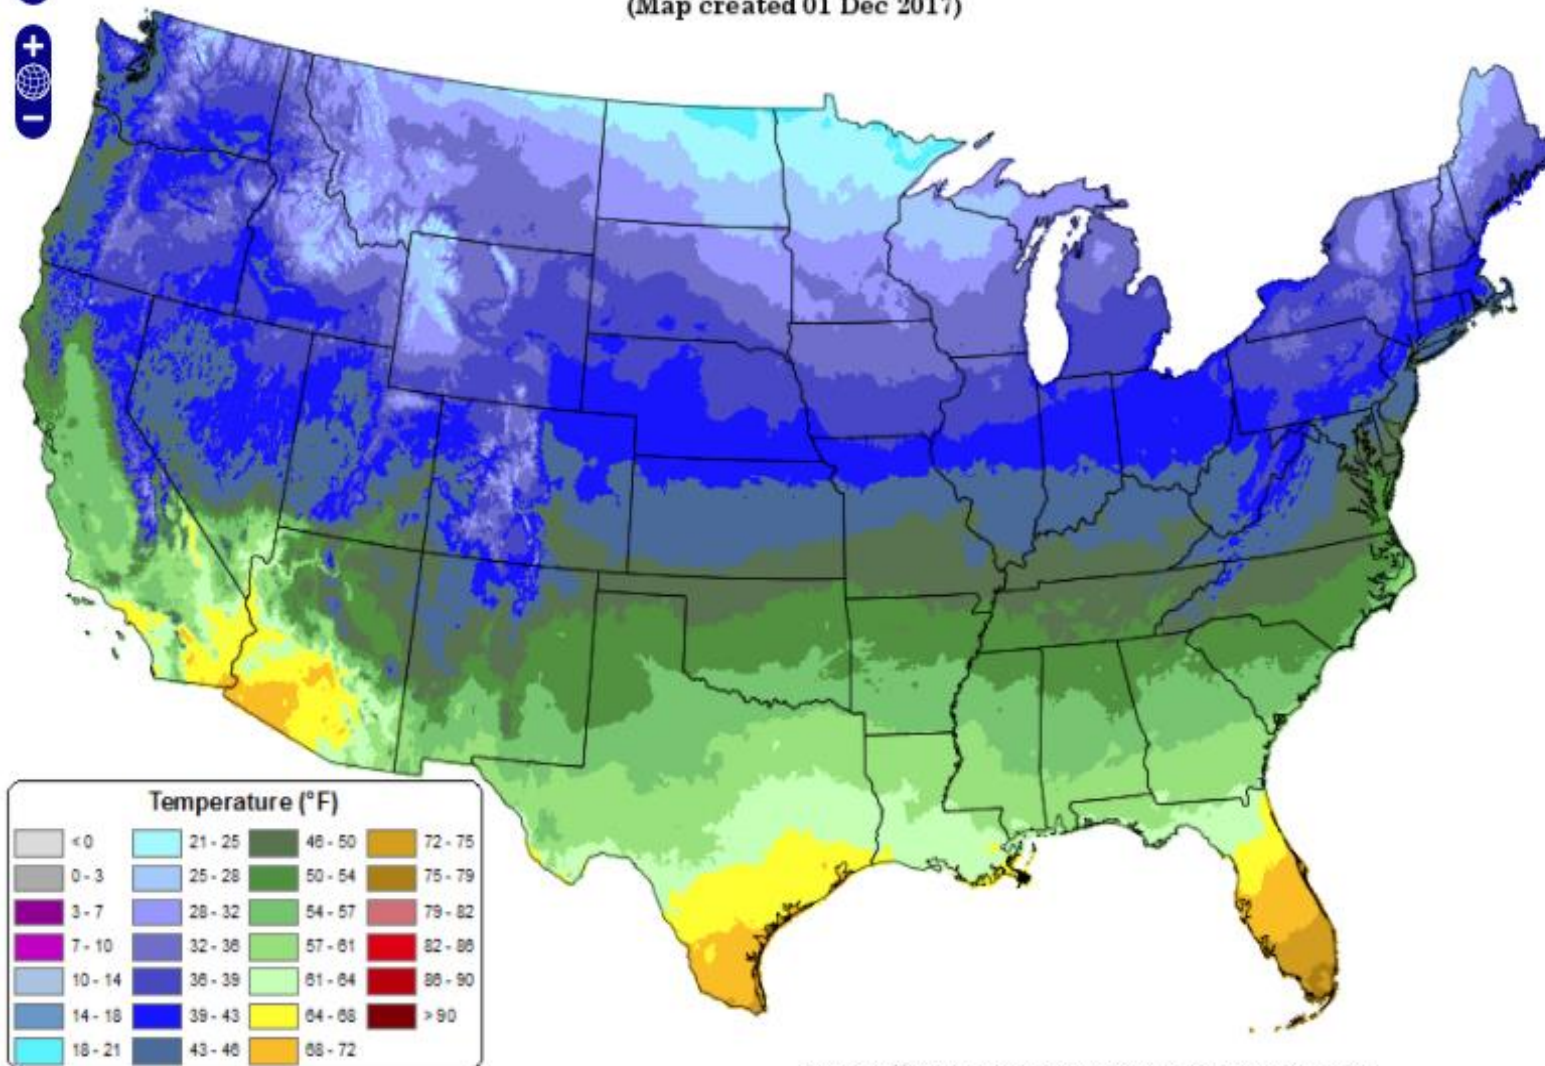 (Map created 01 Dec 2017)
+
−
Temperature (°F)
< 0 21 - 25 46 - 50 72 - 75
0 - 3 25 - 28 50 - 54 75 - 79
3 - 7 28 - 32 54 - 57 79 - 82
7 - 10 32 - 36 57 - 61 82 - 86
10 - 14 36 - 39 61 - 64 86 - 90
14 - 18 39 - 43 64 - 68 > 90
18 - 21 43 - 46 68 - 72